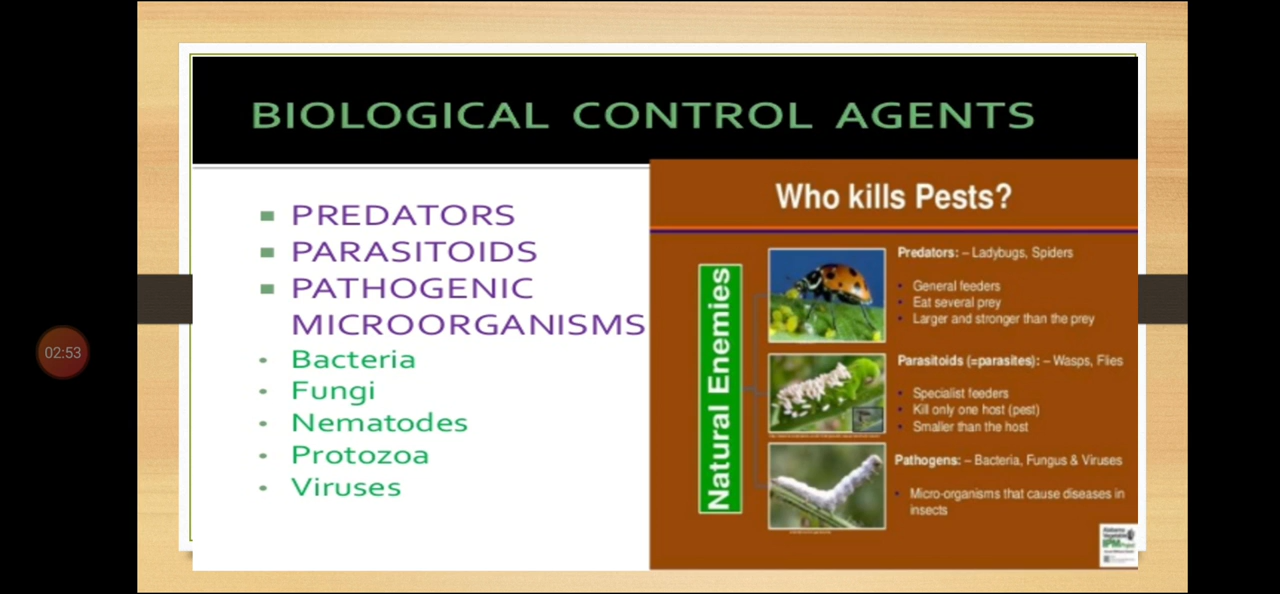 BIOLOGICAL CONTROL AGENTS
PREDATORS
PARASITOIDS
PATHOGENIC
MICROORGANISMS
Bacteria
Fungi
Nematodes
Protozoa
Viruses
Who kills Pests?
Natural Enemies
Predators: – Ladybugs, Spiders
General feeders
Eat several prey
Larger and stronger than the prey
Parasitoids (=parasites): – Wasps, Flies
Specialist feeders
Kill only one host (pest)
Smaller than the host
Pathogens: – Bacteria, Fungus & Viruses
Micro-organisms that cause diseases in
insects
Alabama
Vegetable
IPM
02:53